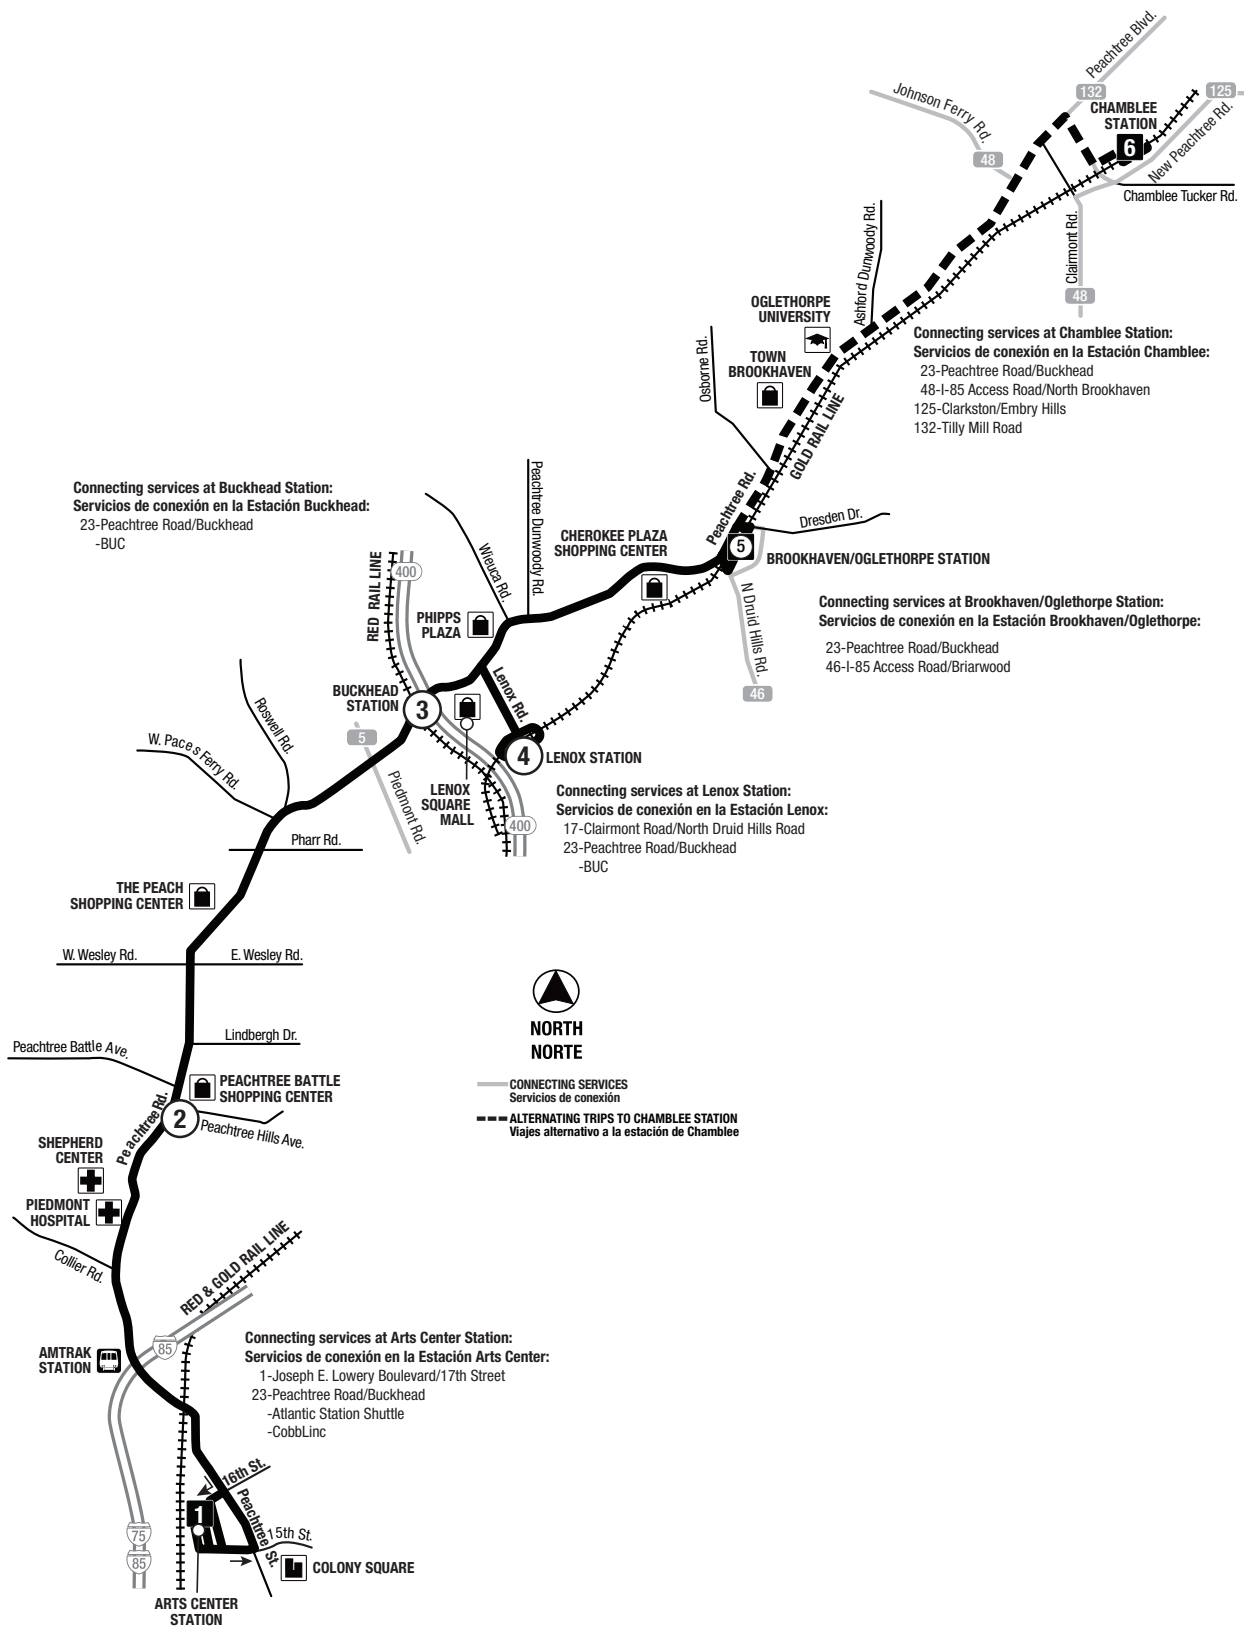 Peachtree Blvd.
132
125
Johnson Ferry Rd.
CHAMBLEE
STATION
6
New Peachtree Rd.
48
Chamblee Tucker Rd.
Clairmont Rd.
48
Ashford Dunwoody Rd.
OGLETHORPE
UNIVERSITY
Connecting services at Chamblee Station:
Servicios de conexión en la Estación Chamblee:
23-Peachtree Road/Buckhead
48-I-85 Access Road/North Brookhaven
125-Clarkston/Embry Hills
132-Tilly Mill Road
Osborne Rd.
TOWN
BROOKHAVEN
GOLD RAIL LINE
Peachtree Rd.
Dresden Dr.
Connecting services at Buckhead Station:
Servicios de conexión en la Estación Buckhead:
23-Peachtree Road/Buckhead
-BUC
Peachtree Dunwoody Rd.
Wieuca Rd.
CHEROKEE PLAZA
SHOPPING CENTER
5
BROOKHAVEN/OGLETHORPE STATION
RED RAIL LINE
400
N Druid Hills Rd.
46
Connecting services at Brookhaven/Oglethorpe Station:
Servicios de conexión en la Estación Brookhaven/Oglethorpe:
23-Peachtree Road/Buckhead
46-I-85 Access Road/Briarwood
PHIPPS
PLAZA
BUCKHEAD
STATION
3
Lenox Rd.
4
LENOX STATION
Roswell Rd.
W. Paces Ferry Rd.
5
Piedmont Rd.
LENOX
SQUARE
MALL
400
Connecting services at Lenox Station:
Servicios de conexión en la Estación Lenox:
17-Clairmont Road/North Druid Hills Road
23-Peachtree Road/Buckhead
-BUC
Pharr Rd.
THE PEACH
SHOPPING CENTER
W. Wesley Rd.
E. Wesley Rd.
Lindbergh Dr.
Peachtree Battle Ave.
PEACHTREE BATTLE
SHOPPING CENTER
2
Peachtree Rd.
Peachtree Hills Ave.
NORTH
NORTE
CONNECTING SERVICES
Servicios de conexión
ALTERNATING TRIPS TO CHAMBLEE STATION
Viajes alternativo a la estación de Chamblee
SHEPHERD
CENTER
PIEDMONT
HOSPITAL
Collier Rd.
RED & GOLD RAIL LINE
85
AMTRAK
STATION
Connecting services at Arts Center Station:
Servicios de conexión en la Estación Arts Center:
1-Joseph E. Lowery Boulevard/17th Street
23-Peachtree Road/Buckhead
-Atlantic Station Shuttle
-CobbLinc
16th St.
1
Peachtree St.
15th St.
75
85
COLONY SQUARE
ARTS CENTER
STATION